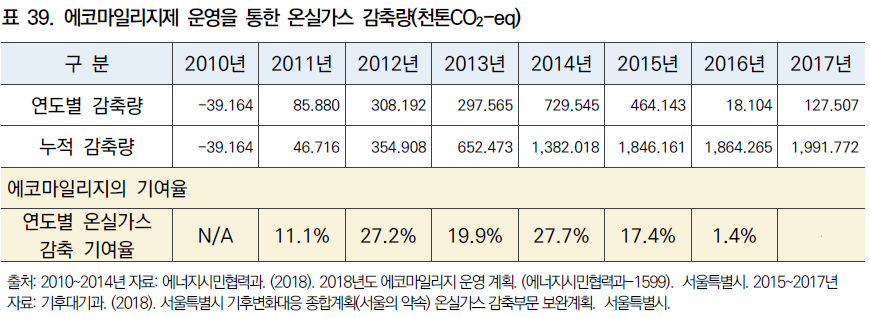 표 39. 에코마일리지제 운영을 통한 온실가스 감축량(천톤CO₂-eq)
구 분 2010년 2011년 2012년 2013년 2014년 2015년 2016년 2017년
연도별 감축량 -39.164 85.880 308.192 297.565 729.545 464.143 18.104 127.507
누적 감축량 -39.164 46.716 354.908 652.473 1,382.018 1,846.161 1,864.265 1,991.772
에코마일리지의 기여율
연도별 온실가스
감축 기여율 N/A 11.1% 27.2% 19.9% 27.7% 17.4% 1.4%
출처: 2010~2014년 자료: 에너지시민협력과. (2018). 2018년도 에코마일리지 운영 계획. (에너지시민협력과-1599). 서울특별시. 2015~2017년
자료: 기후대기과. (2018). 서울특별시 기후변화대응 종합계획(서울의 약속) 온실가스 감축부문 보완계획. 서울특별시.